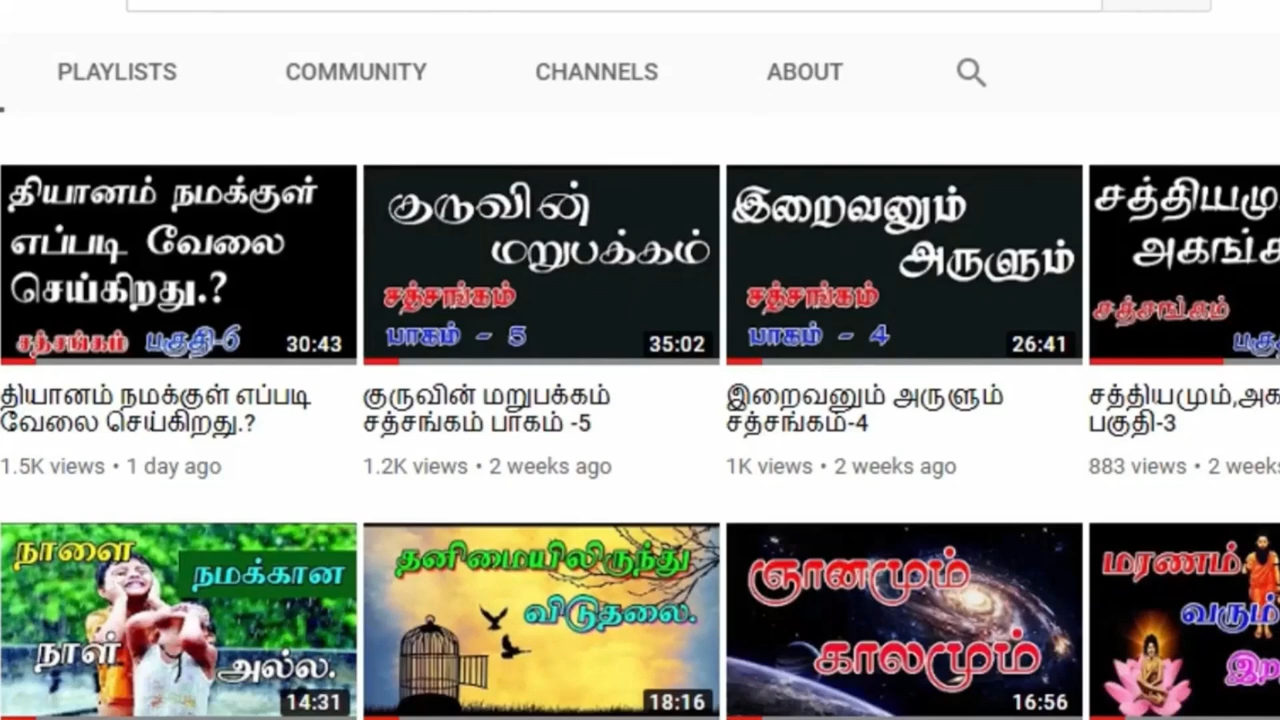 PLAYLISTS COMMUNITY CHANNELS ABOUT
தியானம் நமக்குள்
எப்படி வேலை
செய்கிறது.?
சத்சங்கம் பகுதி-6
30:43
குருவின்
மறுபக்கம்
சத்சங்கம்
பாகம் - 5
35:02
இறைவனும்
அருளும்
சத்சங்கம்
பாகம் - 4
26:41
சத்தியமு
அகங்க
சத்சங்கம்
பகு
தியானம் நமக்குள் எப்படி
வேலை செய்கிறது.?
1.5K views • 1 day ago
குருவின் மறுபக்கம்
சத்சங்கம் பாகம் -5
1.2K views • 2 weeks ago
இறைவனும் அருளும்
சத்சங்கம்-4
1K views • 2 weeks ago
சத்தியமும்,அக
பகுதி-3
883 views • 2 weeks
நாளை
நமக்கான
நாள்
அல்ல.
14:31
தனிமையிலிருந்து
விடுதலை.
18:16
ஞானமும்
காலமும்
16:56
மரணம்
வரும்
இற